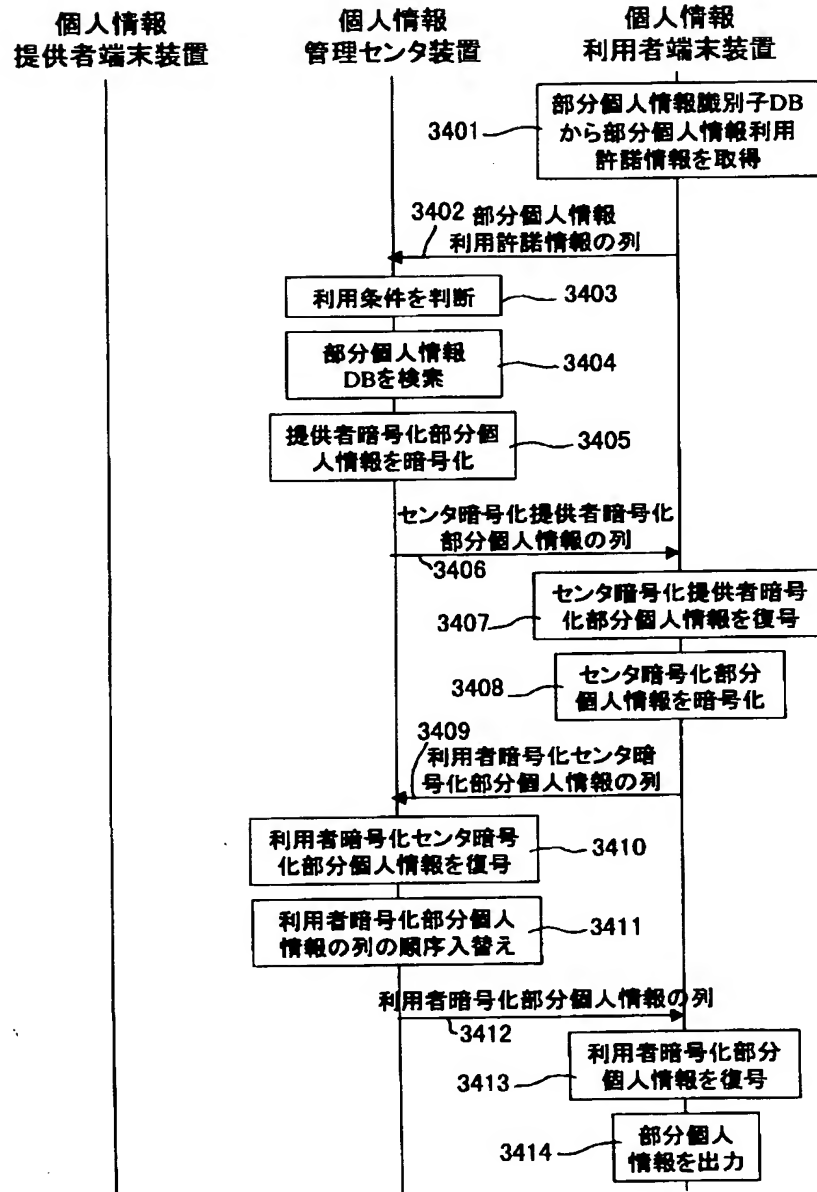 個人情報
提供者端末装置
個人情報
管理センタ装置
個人情報
利用者端末装置
3401
部分個人情報識別子DB
から部分個人情報利用
許諾情報を取得
3402
部分個人情報
利用許諾情報の列
利用条件を判断
3403
部分個人情報
DBを検索
3404
提供者暗号化部分個
人情報を暗号化
3405
センタ暗号化提供者暗号化
部分個人情報の列
3406
センタ暗号化提供者暗号
化部分個人情報を復号
3407
センタ暗号化部分
個人情報を暗号化
3408
3409
利用者暗号化センタ暗
号化部分個人情報の列
利用者暗号化センタ暗号
化部分個人情報を復号
3410
利用者暗号化部分個人
情報の列の順序入替え
3411
利用者暗号化部分個人情報の列
3412
利用者暗号化部分
個人情報を復号
3413
部分個人
情報を出力
3414